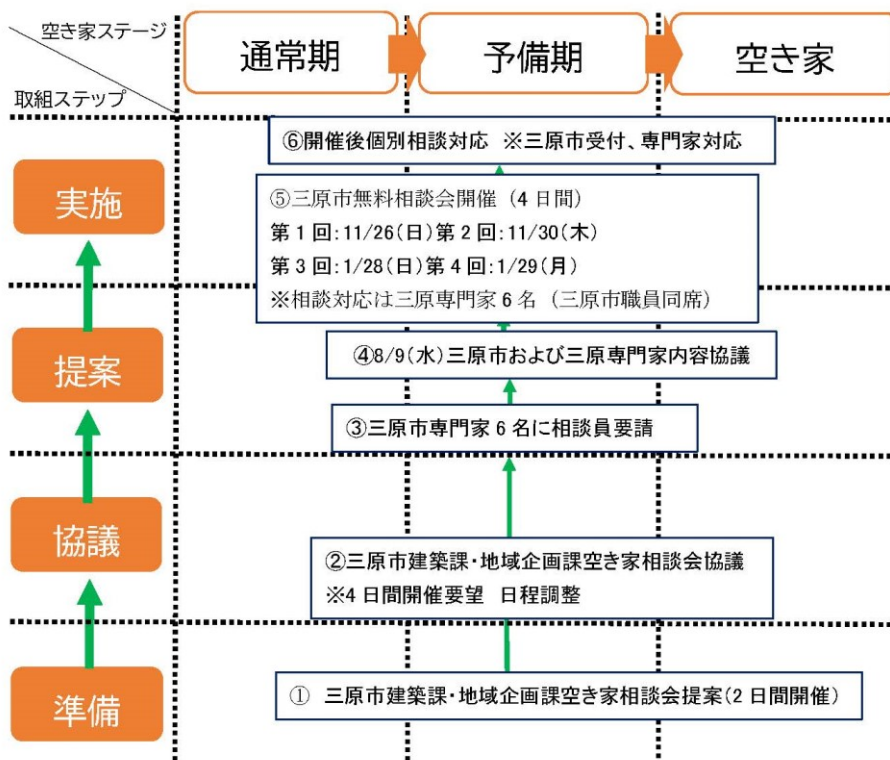 空き家ステージ
取組ステップ
通常期
予備期
空き家
実施
提案
協議
準備
⑥開催後個別相談対応 ※三原市受付、専門家対応
⑤三原市無料相談会開催（4日間）
第1回:11/26(日)第2回:11/30(木)
第3回:1/28(日)第4回:1/29(月)
※相談対応は三原専門家6名（三原市職員同席）
④8/9(水)三原市および三原専門家内容協議
③三原市専門家6名に相談員要請
②三原市建築課・地域企画課空き家相談会協議
※4日間開催要望 日程調整
① 三原市建築課・地域企画課空き家相談会提案(2日間開催)